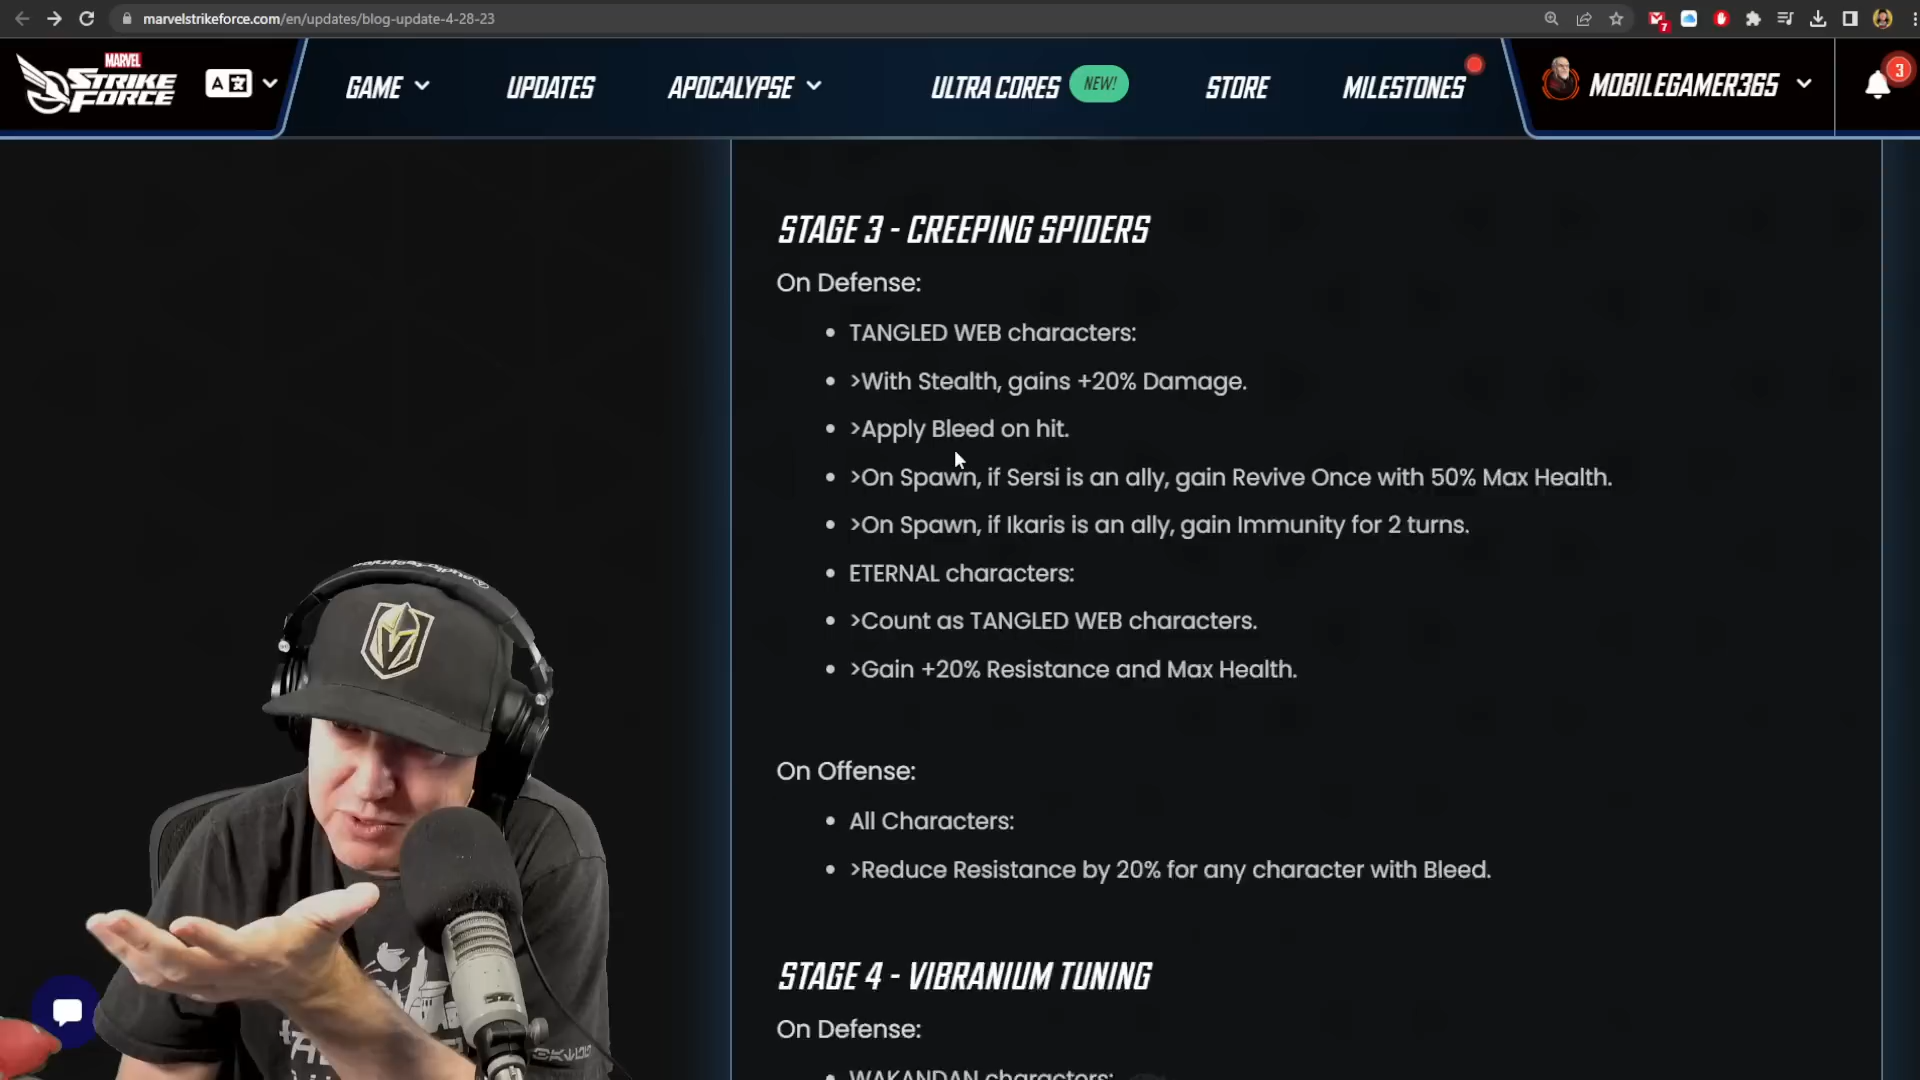 marvelstrikeforce.com/en/updates/blog-update-4-28-23
7
MARVEL
STRIKE
FORCE
A
GAME
UPDATES
APOCALYPSE
ULTRA CORES
NEW!
STORE
MILESTONES
MOBILEGAMER365
3
STAGE 3 - CREEPING SPIDERS
On Defense:
• TANGLED WEB characters:
• >With Stealth, gains +20% Damage.
• >Apply Bleed on hit.
• >On Spawn, if Sersi is an ally, gain Revive Once with 50% Max Health.
• >On Spawn, if Ikaris is an ally, gain Immunity for 2 turns.
• ETERNAL characters:
• >Count as TANGLED WEB characters.
• >Gain +20% Resistance and Max Health.
On Offense:
• All Characters:
• >Reduce Resistance by 20% for any character with Bleed.
STAGE 4 - VIBRANIUM TUNING
On Defense:
• WAKANDAN characters:
audio-technica